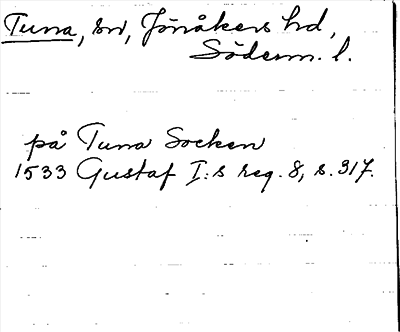 Tuna, sn, Jönåkers hd,
Söderm. l.
på Tuna Socken
1533 Gustaf I:s reg. 8, s. 317.